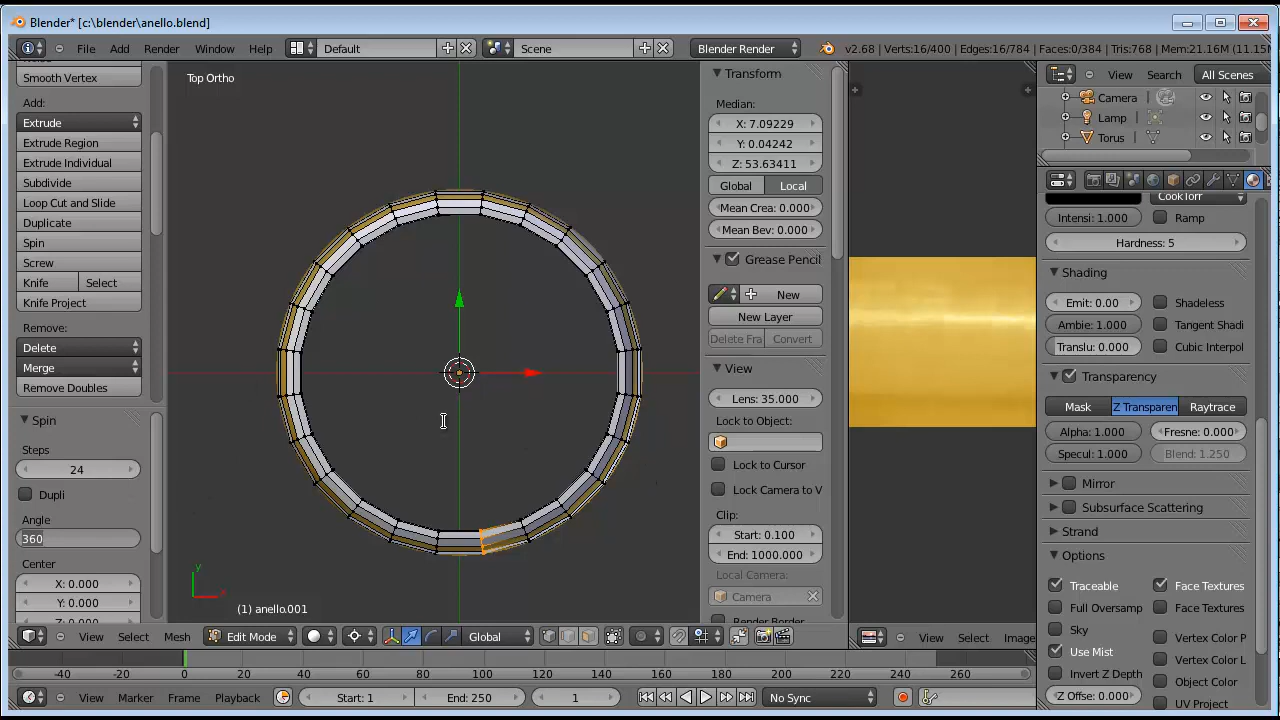 Blender* [c:\blender\anello.blend]
File Add Render Window Help Default Scene Blender Render v2.68 | Verts:16/400 | Edges:16/784 | Faces:0/384 | Tris:768 | Mem:21.16M (11.15M
Smooth Vertex
Add:
Extrude
Extrude Region
Extrude Individual
Subdivide
Loop Cut and Slide
Duplicate
Spin
Screw
Knife Select
Knife Project
Remove:
Delete
Merge
Remove Doubles
Spin
Steps
24
Dupli
Angle
360
Center
X: 0.000
Y: 0.000
Top Ortho
y
x
(1) anello.001
Transform
Median:
X: 7.09229
Y: 0.04242
Z: 53.63411
Global Local
Mean Crea: 0.000
Mean Bev: 0.000
Grease Pencil
New
New Layer
Delete Fra Convert
View
Lens: 35.000
Lock to Object:
Lock to Cursor
Lock Camera to V
Clip:
Start: 0.100
End: 1000.000
Local Camera:
Camera
Render Border
View Search All Scenes
Camera
Lamp
Torus
CookTorr
Intensi: 1.000 Ramp
Hardness: 5
Shading
Emit: 0.00 Shadeless
Ambie: 1.000 Tangent Shadi
Translu: 0.000 Cubic Interpol
Transparency
Mask Z Transparen Raytrace
Alpha: 1.000 Fresne: 0.000
Specul: 1.000 Blend: 1.250
Mirror
Subsurface Scattering
Strand
Options
Traceable Face Textures
Full Oversamp Face Textures
Sky Vertex Color P
Use Mist Vertex Color L
Invert Z Depth Object Color
Z Offse: 0.000 UV Project
View Select Mesh Edit Mode Global View Select Image
-40 -20 0 20 40 60 80 100 120 140 160 180 200 220 240 260
View Marker Frame Playback Start: 1 End: 250 1 No Sync